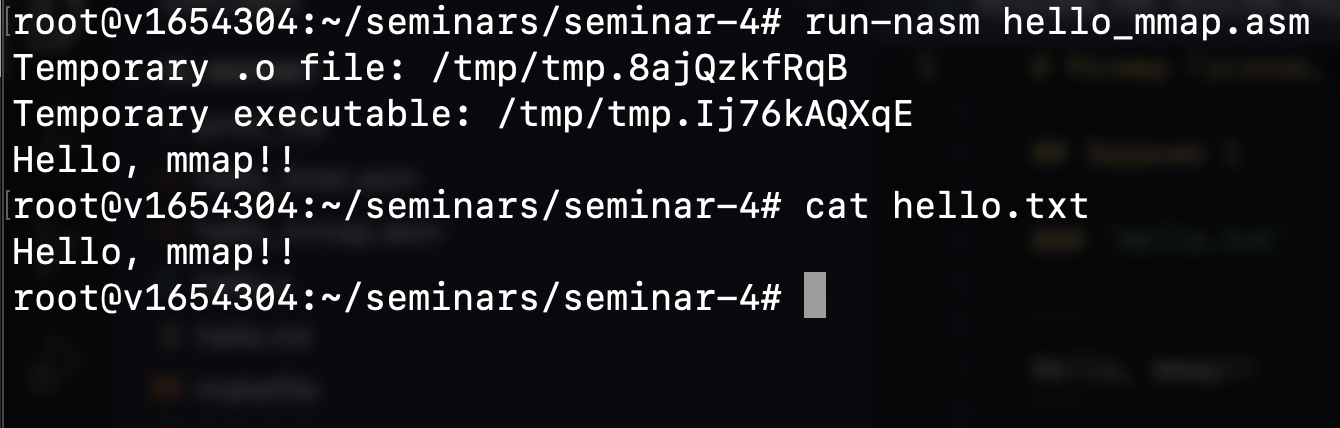 root@v1654304:~/seminars/seminar-4# run-nasm hello_mmap.asm
Temporary .o file: /tmp/tmp.8ajQzkfRqB
Temporary executable: /tmp/tmp.Ij76kAQXqE
Hello, mmap!!
root@v1654304:~/seminars/seminar-4# cat hello.txt
Hello, mmap!!
root@v1654304:~/seminars/seminar-4#